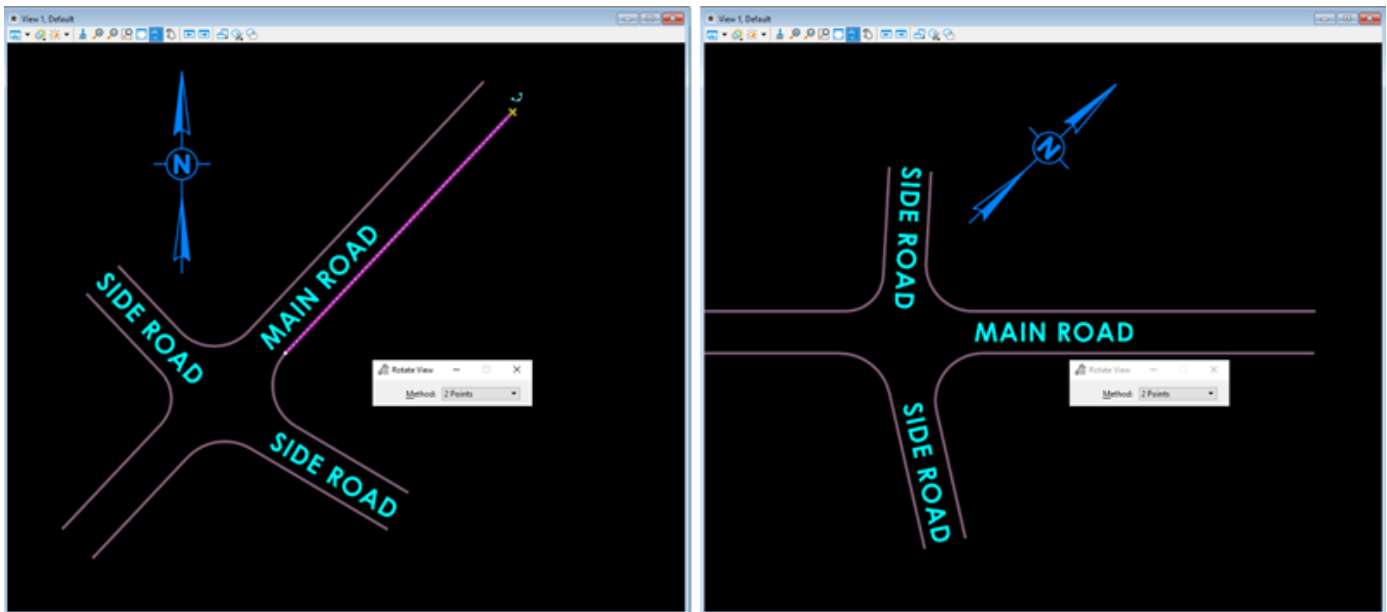 View 1, Default
N
MAIN ROAD
SIDE ROAD
SIDE ROAD
Rotate View
Method: 2 Points
View 1, Default
N
SIDE ROAD
MAIN ROAD
SIDE ROAD
Rotate View
Method: 2 Points